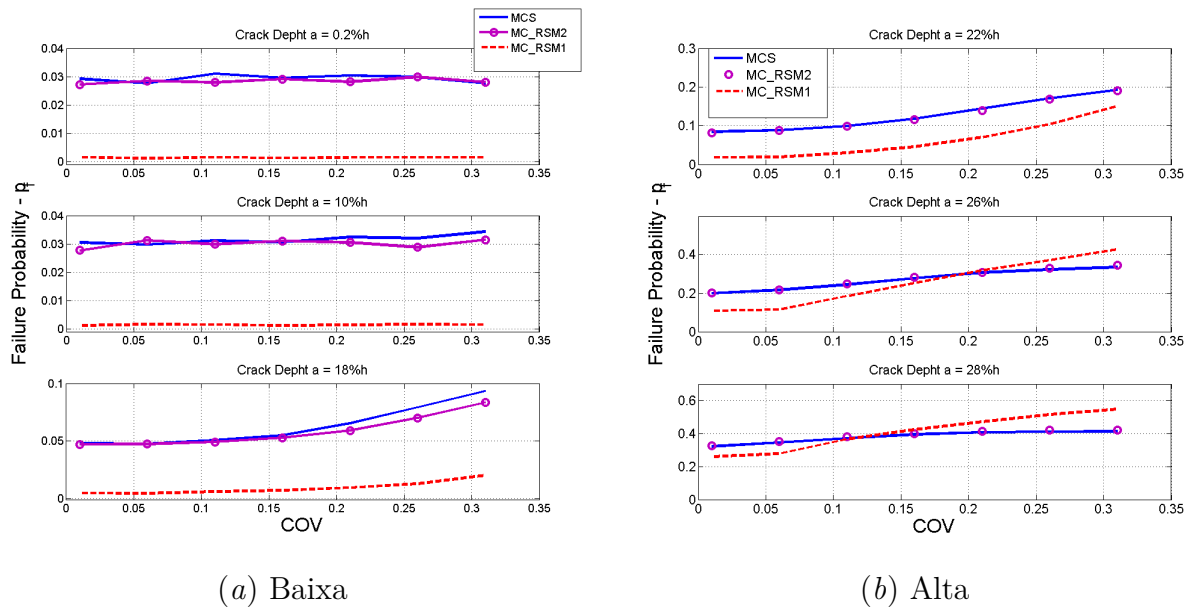 MCS
MC_RSM2
MC_RSM1
Crack Depht a = 0.2%h
0.04
0.03
0.02
0.01
0
0 0.05 0.1 0.15 0.2 0.25 0.3 0.35
Crack Depht a = 10%h
0.04
0.03
0.02
0.01
0
0 0.05 0.1 0.15 0.2 0.25 0.3 0.35
Crack Depht a = 18%h
0.1
0.05
0
0 0.05 0.1 0.15 0.2 0.25 0.3 0.35
COV
Failure Probability - pf
(a) Baixa
MCS
MC_RSM2
MC_RSM1
Crack Depht a = 22%h
0.3
0.2
0.1
0
0 0.05 0.1 0.15 0.2 0.25 0.3 0.35
Crack Depht a = 26%h
0.4
0.2
0
0 0.05 0.1 0.15 0.2 0.25 0.3 0.35
Crack Depht a = 28%h
0.6
0.4
0.2
0
0 0.05 0.1 0.15 0.2 0.25 0.3 0.35
COV
Failure Probability - pf
(b) Alta